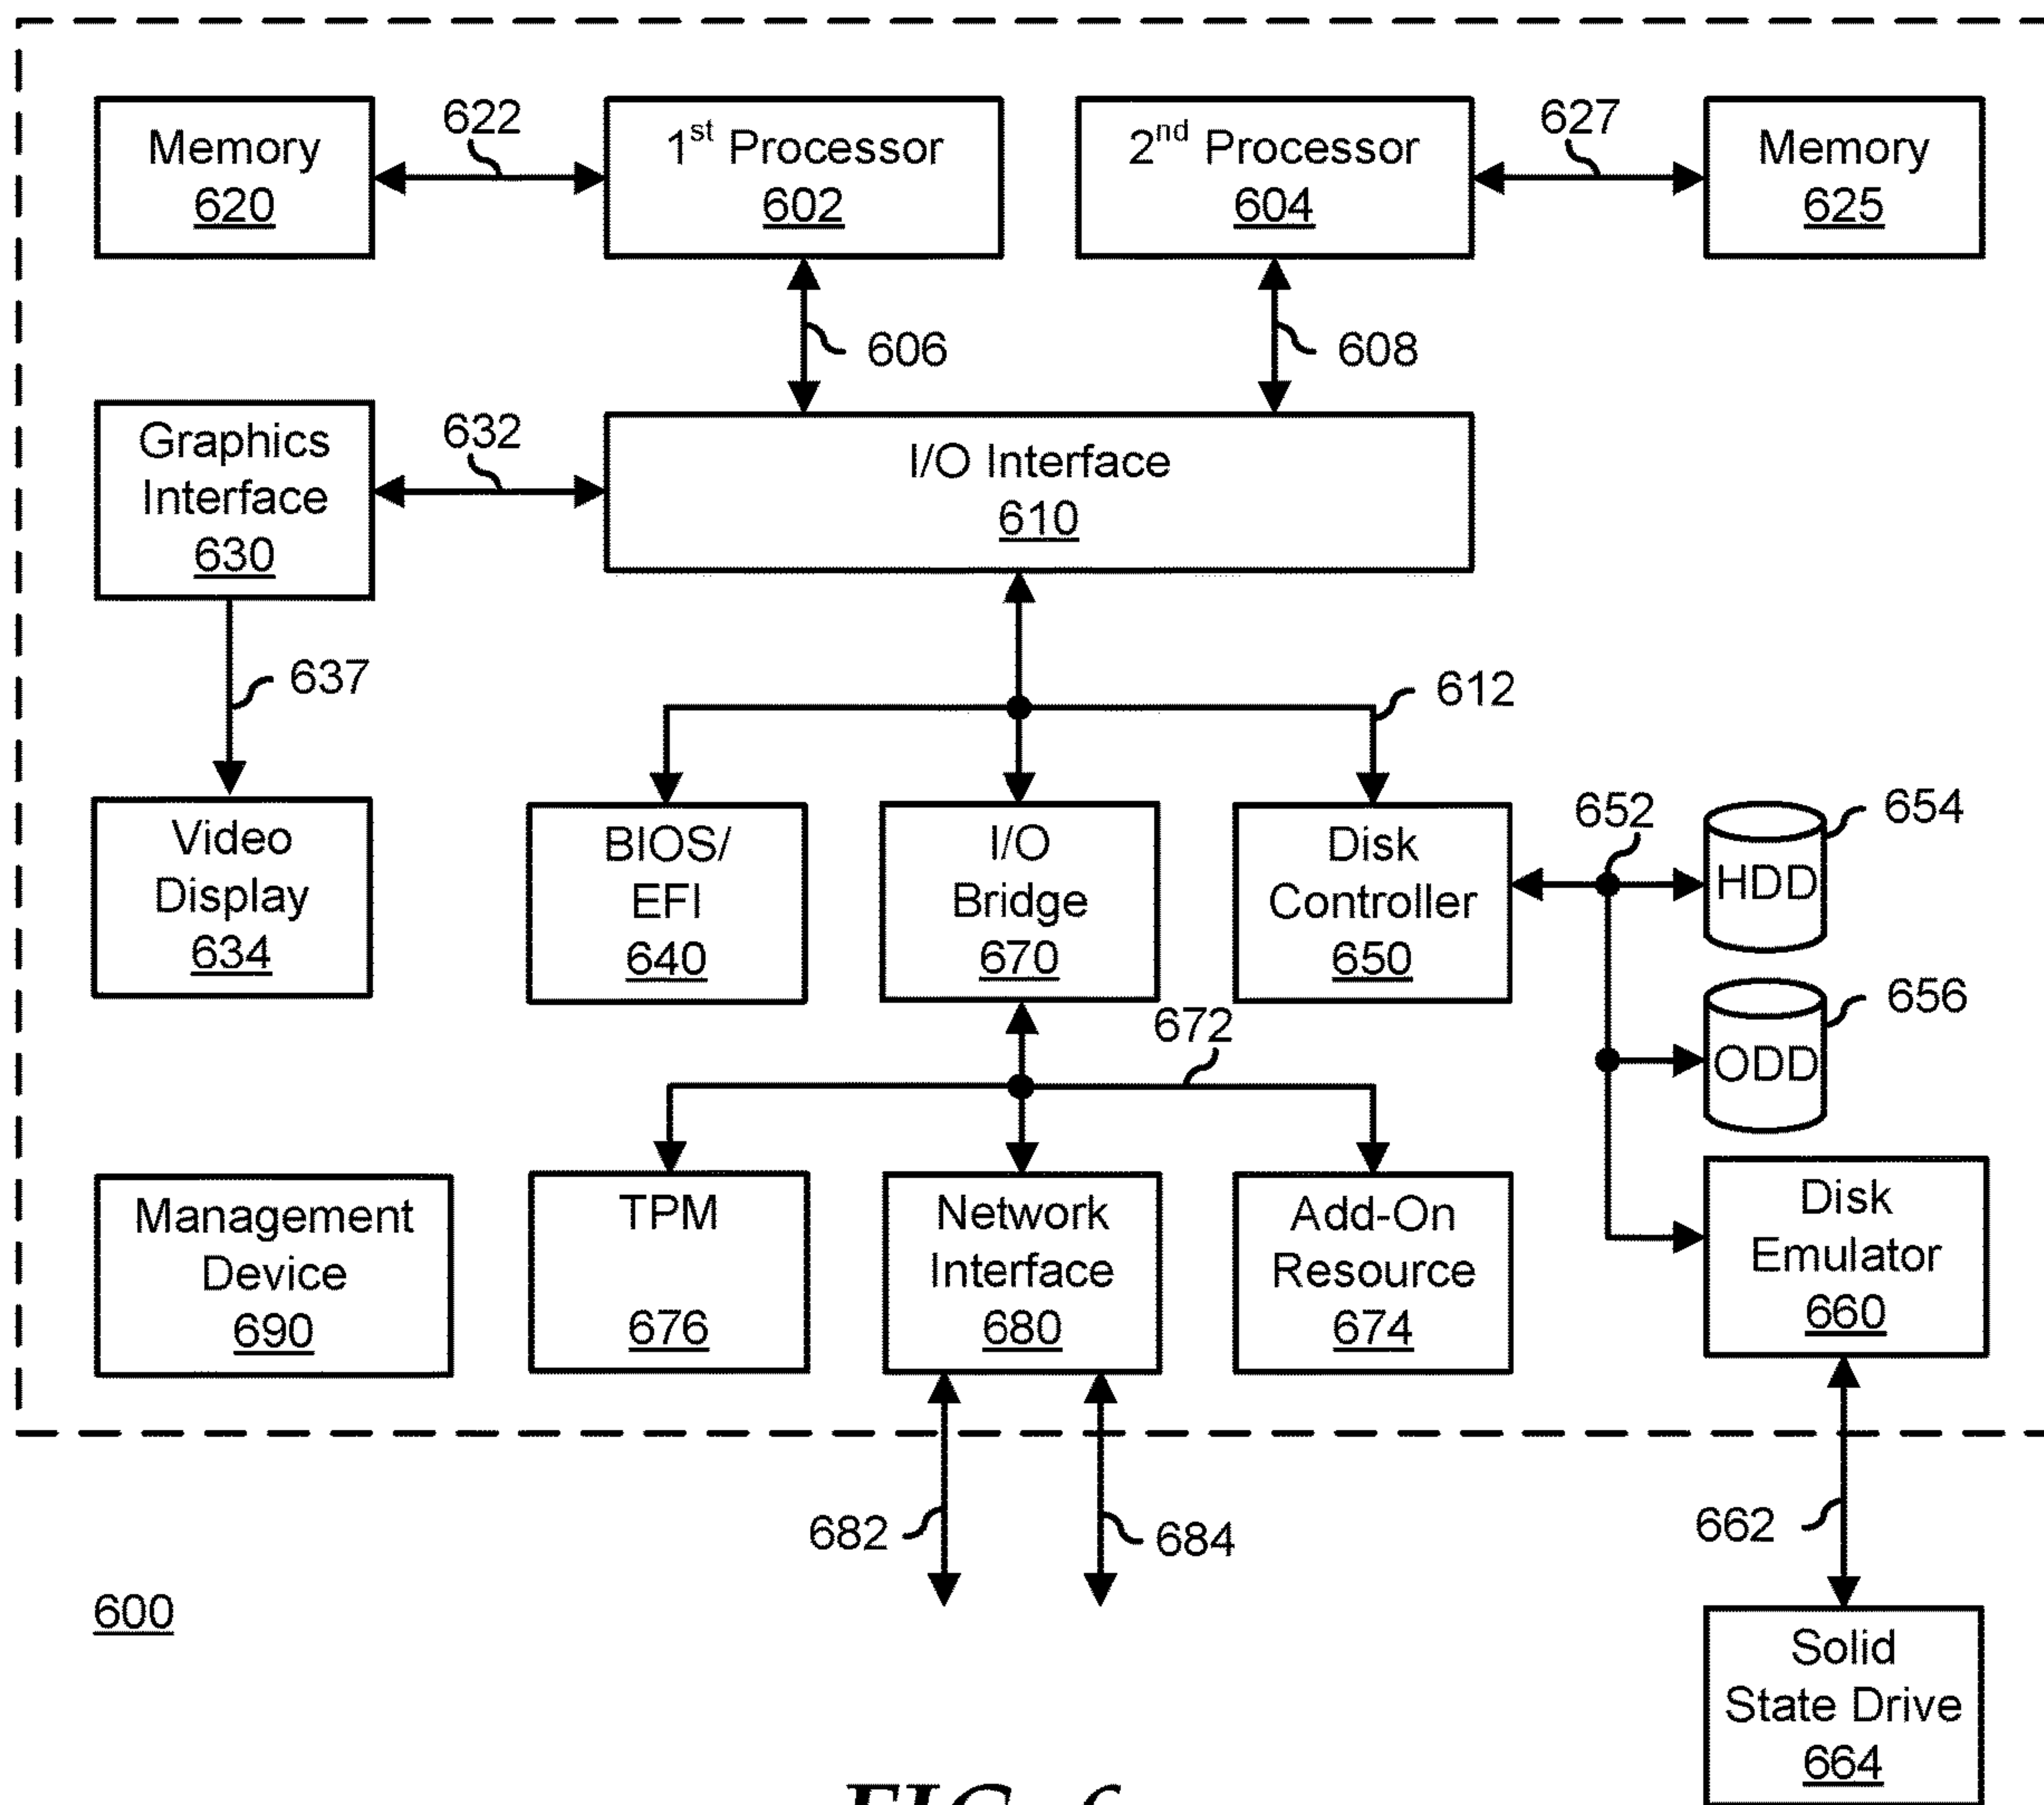 Memory
620
622
1st Processor
602
2nd Processor
604
627
Memory
625
606
608
Graphics
Interface
630
632
I/O Interface
610
637
612
Video
Display
634
BIOS/
EFI
640
I/O
Bridge
670
Disk
Controller
650
652
654
HDD
656
ODD
672
Management
Device
690
TPM
676
Network
Interface
680
Add-On
Resource
674
Disk
Emulator
660
682
684
662
600
Solid
State Drive
664